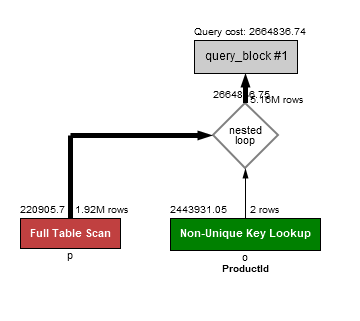 Query cost: 2664836.74
query_block #1
2664836.75
5.16M rows
nested
loop
220905.7
1.92M rows
2443931.05
2 rows
Full Table Scan
Non-Unique Key Lookup
p
o
ProductId